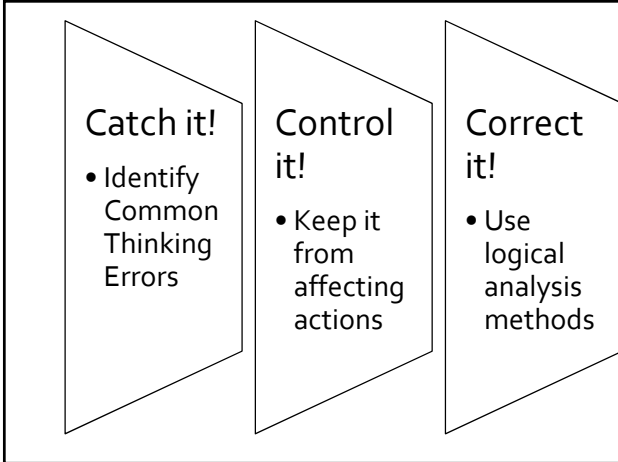 Catch it!
• Identify
Common
Thinking
Errors
Control
it!
• Keep it
from
affecting
actions
Correct
it!
• Use
logical
analysis
methods